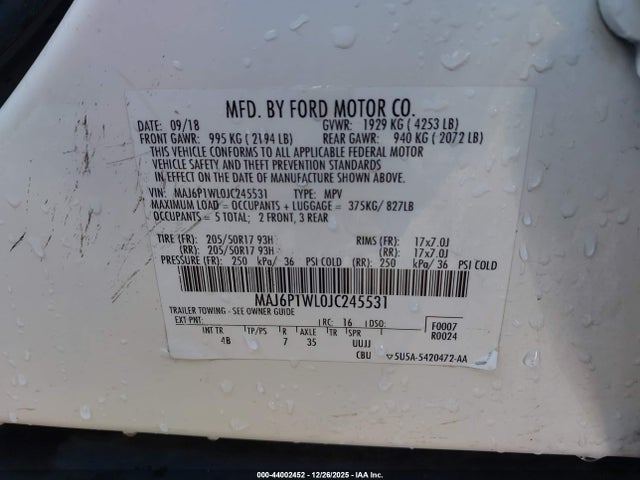 MFD. BY FORD MOTOR CO.
DATE: 09/18 GVWR: 1929 KG ( 4253 LB)
FRONT GAWR: 995 KG ( 2194 LB) REAR GAWR: 940 KG ( 2072 LB)
THIS VEHICLE CONFORMS TO ALL APPLICABLE FEDERAL MOTOR
VEHICLE SAFETY AND THEFT PREVENTION STANDARDS
IN EFFECT ON THE DATE OF MANUFACTURE SHOWN ABOVE.
VIN: MAJ6P1WL0JC245531 TYPE: MPV
MAXIMUM LOAD = OCCUPANTS + LUGGAGE = 375KG/ 827LB
OCCUPANTS = 5 TOTAL; 2 FRONT, 3 REAR
TIRE (FR): 205/50R17 93H RIMS (FR): 17x7.0J
(RR): 205/50R17 93H (RR): 17x7.0J
PRESSURE (FR): 250 kPa/ 36 PSI COLD (RR): 250 kPa/ 36 PSI COLD
MAJ6P1WL0JC245531
TRAILER TOWING - SEE OWNER GUIDE
EXT PNT: RC: 16 DSO: F0007
INT TR TP/PS R AXLE TR SPR R0024
4B 7 35 UUJJ
CBU 5U5A-5420472-AA
000-44002452 | 12/26/2025 | IAA Inc.